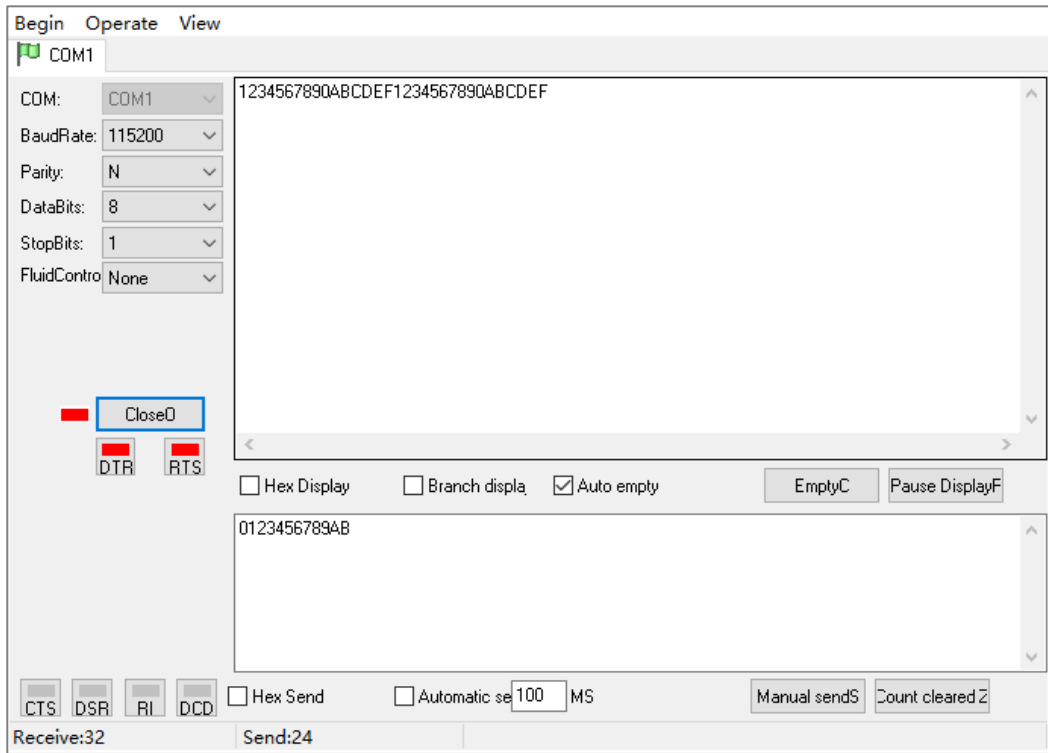 Begin Operate View
COM1
COM: COM1
BaudRate: 115200
Parity: N
DataBits: 8
StopBits: 1
FluidContro None
CloseO
DTR RTS
1234567890ABCDEF1234567890ABCDEF
Hex Display Branch displa Auto empty EmptyC Pause DisplayF
0123456789AB
CTS DSR RI DCD Hex Send Automatic se 100 MS Manual sendS Count cleared Z
Receive:32 Send:24